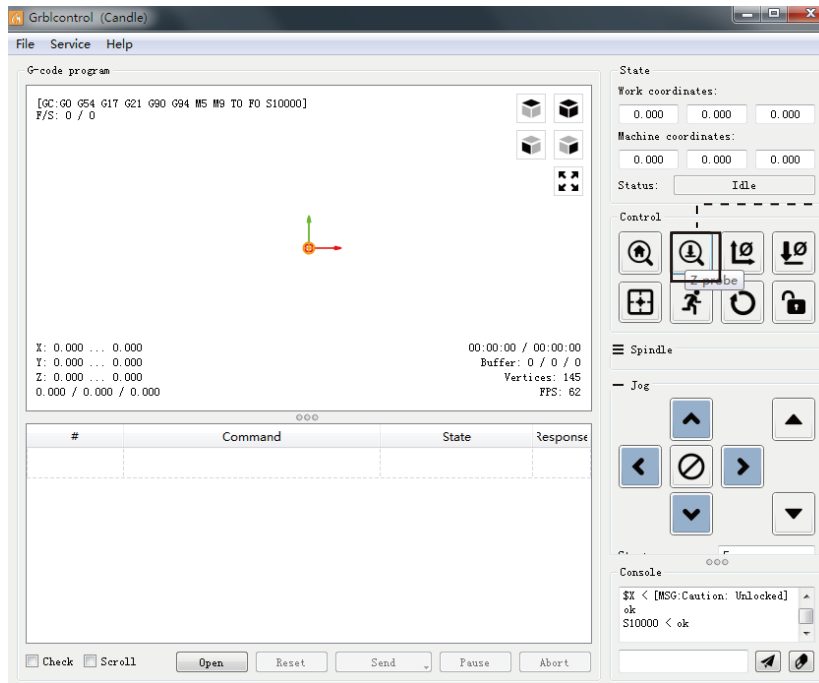 Grblcontrol (Candle)
File Service Help
G-code program
[GC:G0 G54 G17 G21 G90 G94 M5 M9 T0 F0 S10000]
F/S: 0 / 0
X: 0.000 ... 0.000
Y: 0.000 ... 0.000
Z: 0.000 ... 0.000
0.000 / 0.000 / 0.000
00:00:00 / 00:00:00
Buffer: 0 / 0 / 0
Vertices: 145
FPS: 62
# Command State Response
Check Scroll Open Reset Send Pause Abort
State
Work coordinates:
0.000 0.000 0.000
Machine coordinates:
0.000 0.000 0.000
Status: Idle
Control
Z-probe
Spindle
Jog
Console
$X < [MSG:Caution: Unlocked]
ok
S10000 < ok